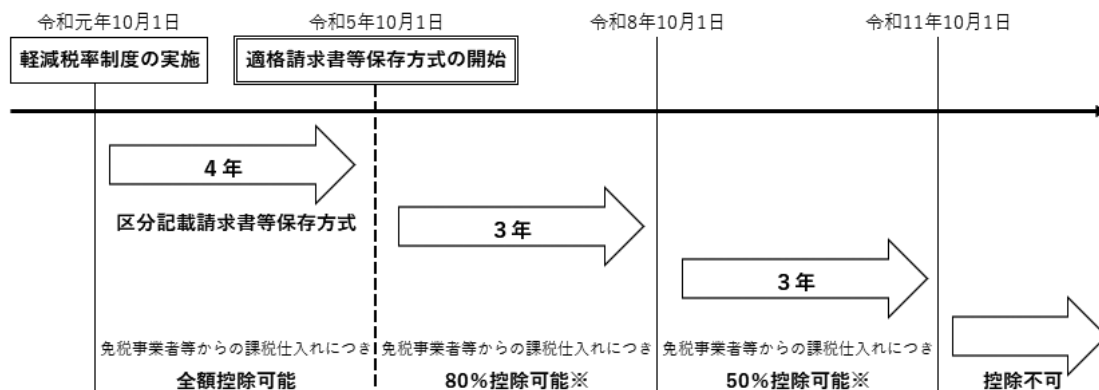 令和元年10月1日
令和5年10月1日
令和8年10月1日
令和11年10月1日
軽減税率制度の実施
適格請求書等保存方式の開始
4年
区分記載請求書等保存方式
3年
3年
免税事業者等からの課税仕入れにつき
免税事業者等からの課税仕入れにつき
免税事業者等からの課税仕入れにつき
全額控除可能
80%控除可能※
50%控除可能※
控除不可